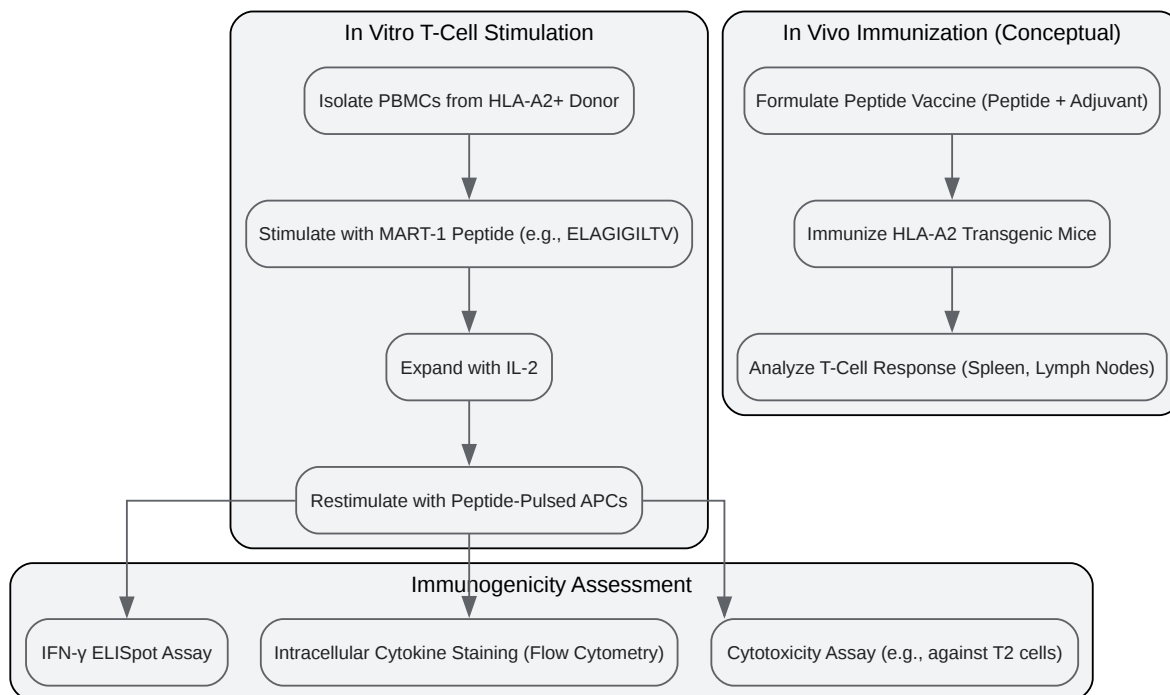 In Vitro T-Cell Stimulation
Isolate PBMCs from HLA-A2+ Donor
Stimulate with MART-1 Peptide (e.g., ELAGIGILTV)
Expand with IL-2
Restimulate with Peptide-Pulsed APCs
In Vivo Immunization (Conceptual)
Formulate Peptide Vaccine (Peptide + Adjuvant)
Immunize HLA-A2 Transgenic Mice
Analyze T-Cell Response (Spleen, Lymph Nodes)
Immunogenicity Assessment
IFN-γ ELISpot Assay
Intracellular Cytokine Staining (Flow Cytometry)
Cytotoxicity Assay (e.g., against T2 cells)